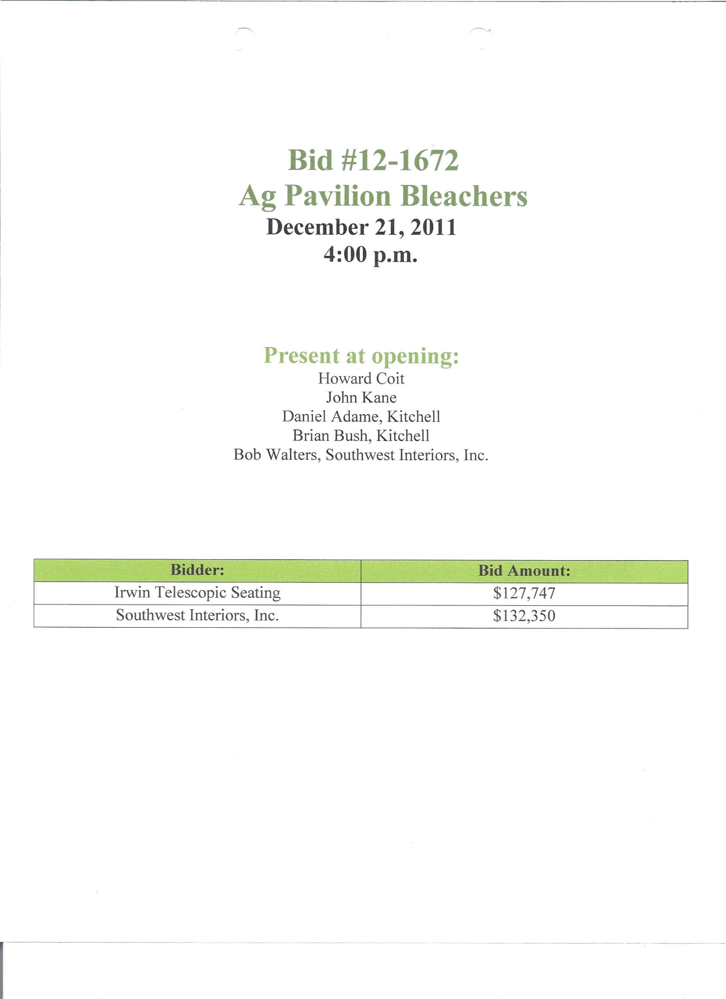 Bid #12-1672
Ag Pavilion Bleachers
December 21, 2011
4:00 p.m.
Present at opening:
Howard Coit
John Kane
Daniel Adame, Kitchell
Brian Bush, Kitchell
Bob Walters, Southwest Interiors, Inc.
Bidder: Bid Amount:
Irwin Telescopic Seating $127,747
Southwest Interiors, Inc. $132,350